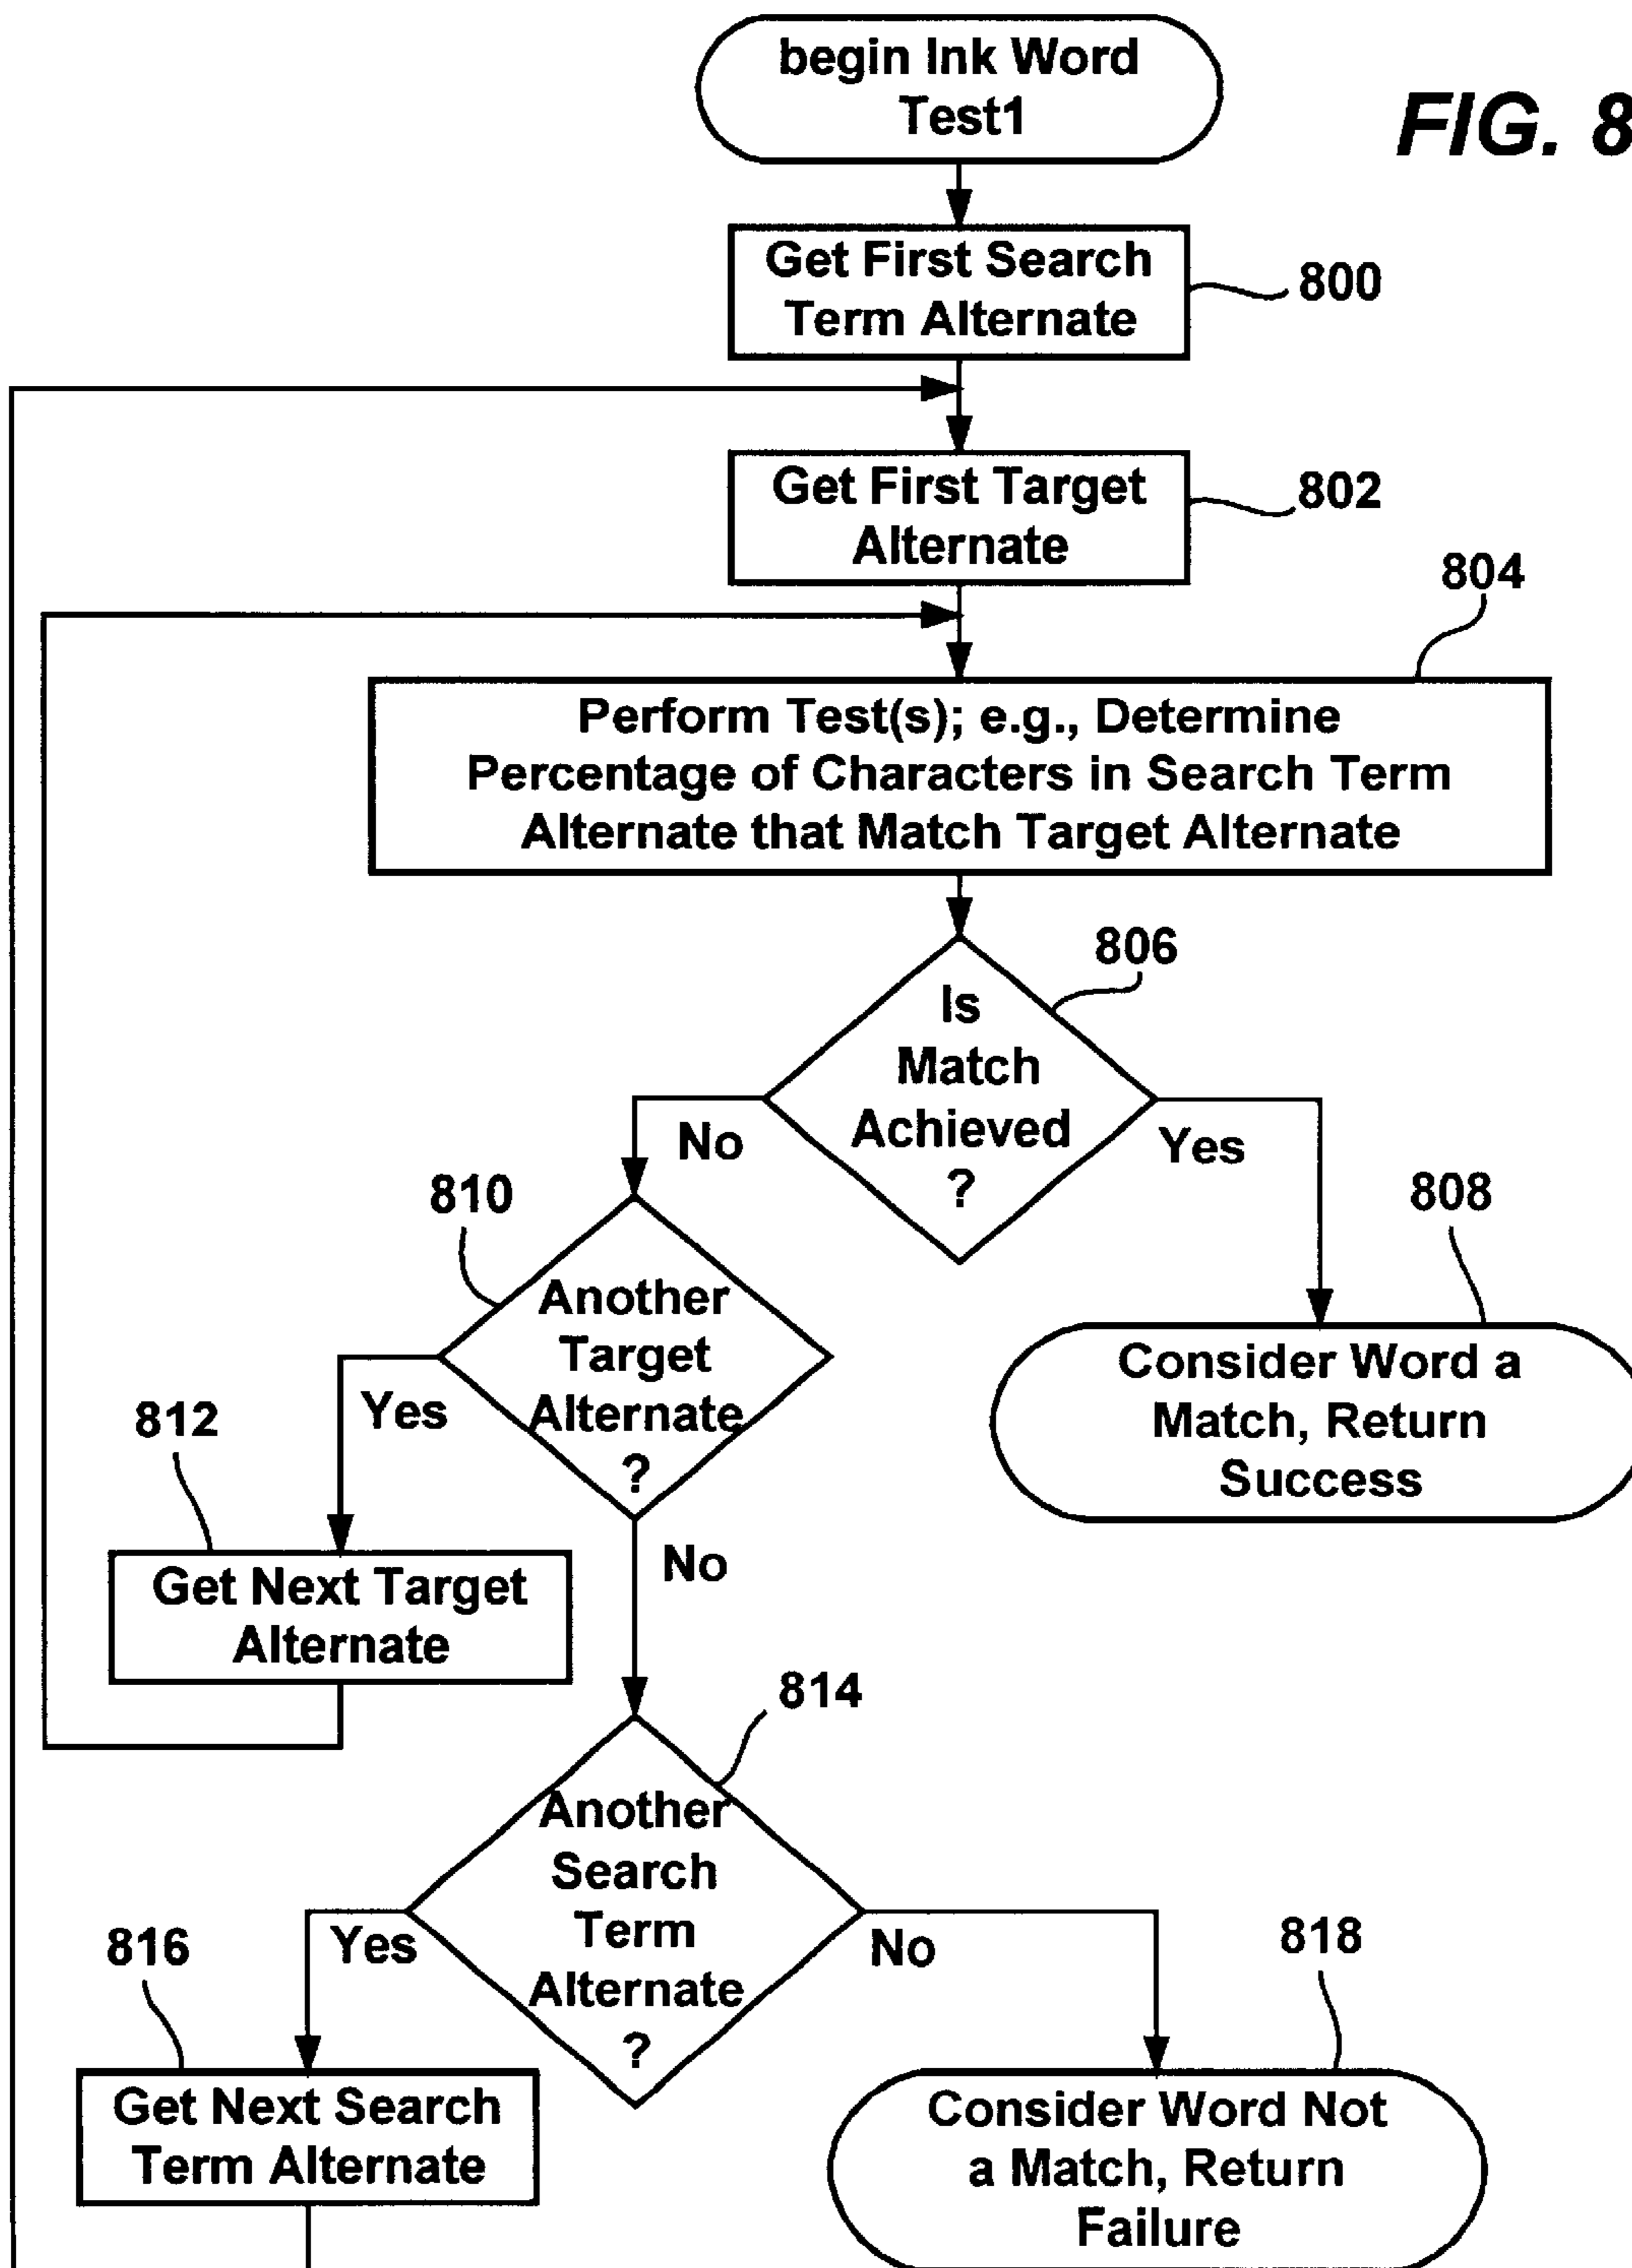 begin Ink Word
Test1
FIG. 8
Get First Search
Term Alternate
800
Get First Target
Alternate
802
804
Perform Test(s); e.g., Determine
Percentage of Characters in Search Term
Alternate that Match Target Alternate
806
Is
Match
Achieved
?
No
Yes
810
808
Another
Target
Alternate
?
Consider Word a
Match, Return
Success
Yes
812
No
Get Next Target
Alternate
814
Another
Search
Term
Alternate
?
Yes
No
816
818
Get Next Search
Term Alternate
Consider Word Not
a Match, Return
Failure